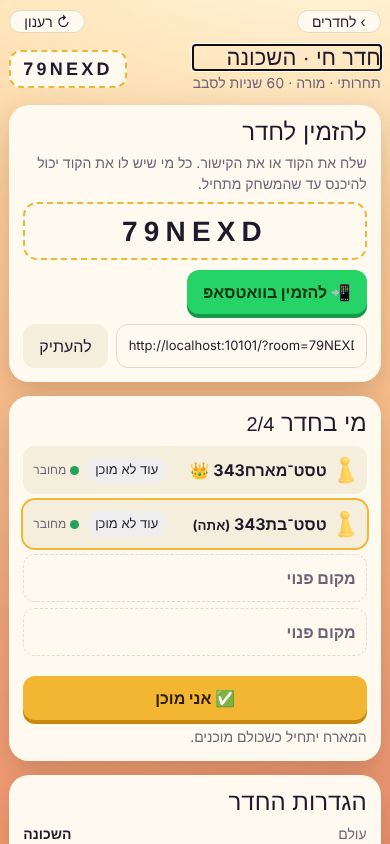 ‹ לחדרים
↻ רענון
חדר חי · השכונה
תחרותי · מורה · 60 שניות לסבב
79NEXD
להזמין לחדר
שלח את הקוד או את הקישור. כל מי שיש לו את הקוד יכול
להיכנס עד שהמשחק מתחיל.
79NEXD
📲 להזמין בוואטסאפ
http://localhost:10101/?room=79NEXD
להעתיק
מי בחדר 2/4
טסט־מארח343 👑
עוד לא מוכן
מחובר
טסט־בת343 (אתה)
עוד לא מוכן
מחובר
מקום פנוי
מקום פנוי
✅ אני מוכן
המארח יתחיל כשכולם מוכנים.
הגדרות החדר
עולם
השכונה